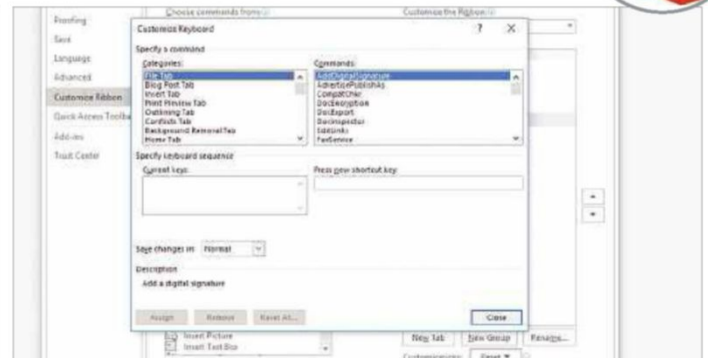 Choose commands from:
Customize the Ribbon:
Proofing
Save
Language
Advanced
Customize Ribbon
Quick Access Toolba
Add-ins
Trust Center
Customize Keyboard
? X
Specify a command
Categories:
File Tab
Blog Post Tab
Insert Tab
Print Preview Tab
Outlining Tab
Conflicts Tab
Background Removal Tab
Home Tab
Commands:
AddDigitalSignature
AdvertisePublishAs
CompatChkr
DocEncryption
DocExport
DocInspector
EditLinks
FaxService
Specify keyboard sequence
Current keys:
Press new shortcut key:
Save changes in: Normal
Description
Add a digital signature
Assign
Remove
Reset All...
Close
Insert Picture
Insert Text Box
New Tab
New Group
Rename...
Customizations:
Reset